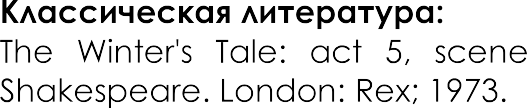 Классическая литература:
The Winter's Tale: act 5, scene
Shakespeare. London: Rex; 1973.